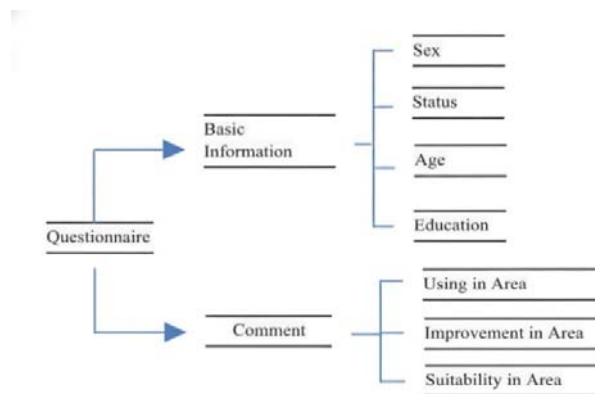 Questionnaire
Basic
Information
Sex
Status
Age
Education
Comment
Using in Area
Improvement in Area
Suitability in Area